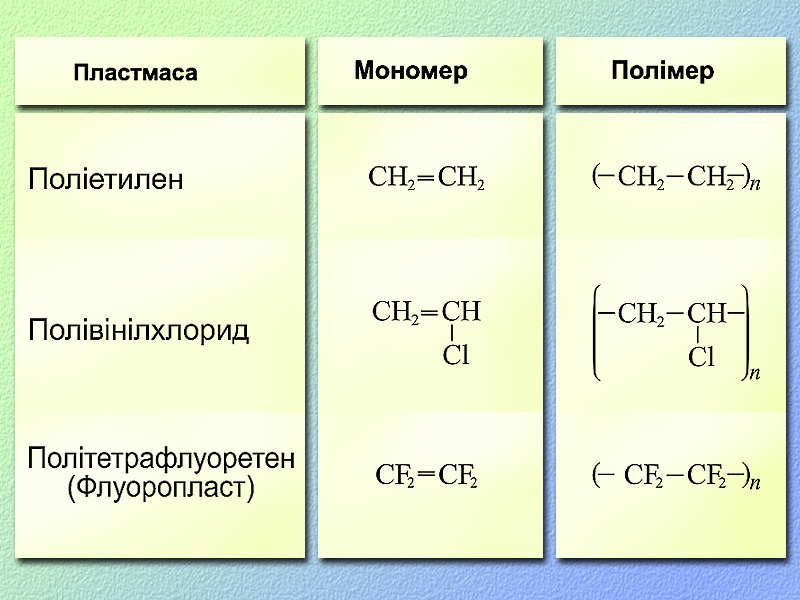 Пластмаса Мономер Полімер
Поліетилен CH₂=CH₂ (–CH₂–CH₂–)ₙ
Полівінілхлорид CH₂=CH (–CH₂–CH–)ₙ
Cl Cl
Політетрафлуоретен
(Флуоропласт) CF₂=CF₂ (– CF₂–CF₂–)ₙ